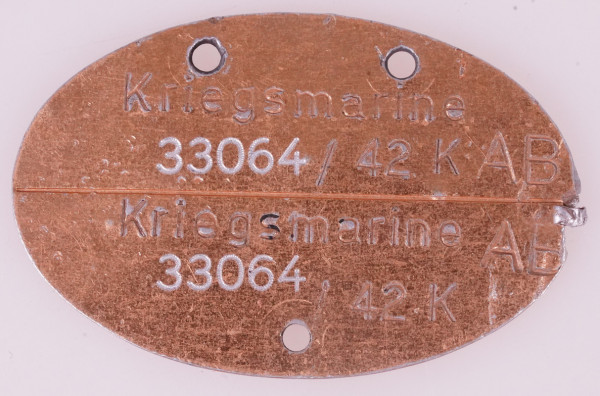 Kriegsmarine
33064 / 42 K AB
Kriegsmarine
33064 / 42 K AB